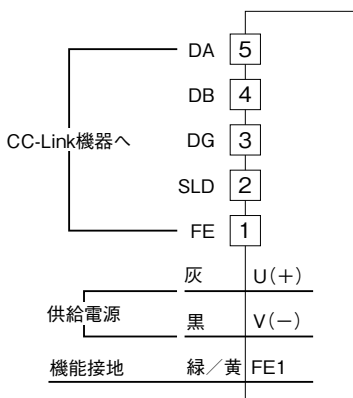 DA 5
DB 4
CC-Link機器へ DG 3
SLD 2
FE 1
灰 U(+)
供給電源
黒 V(－)
機能接地 緑／黄 FE1